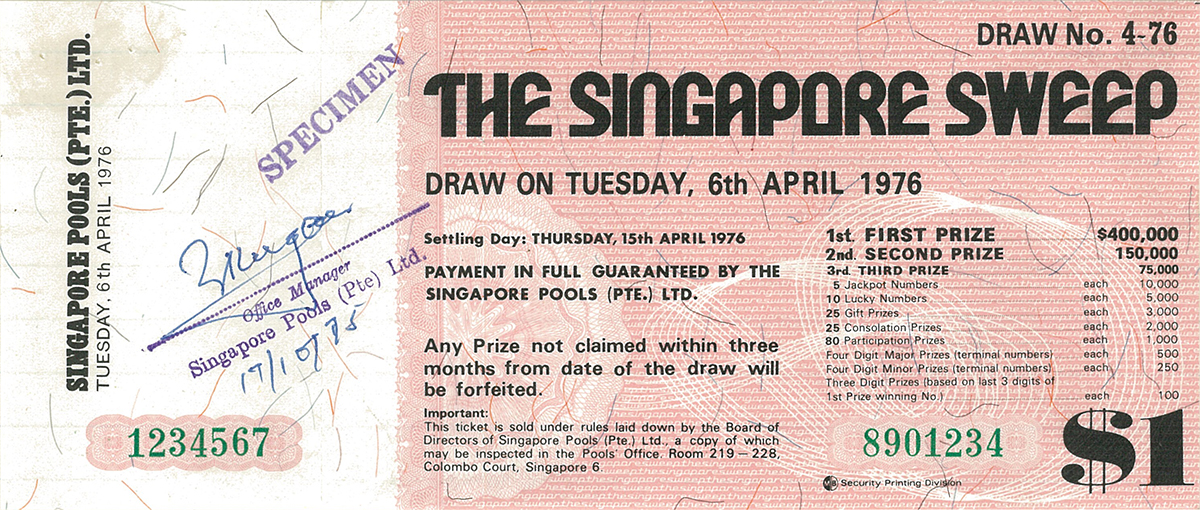 SINGAPORE POOLS (PTE.) LTD.
TUESDAY, 6th APRIL 1976
SPECIMEN
Office Manager
Singapore Pools (Pte) Ltd.
17/10/75
1234567
DRAW No. 4-76
THE SINGAPORE SWEEP
DRAW ON TUESDAY, 6th APRIL 1976
Settling Day: THURSDAY, 15th APRIL 1976
PAYMENT IN FULL GUARANTEED BY THE
SINGAPORE POOLS (PTE.) LTD.
Any Prize not claimed within three
months from date of the draw will
be forfeited.
Important:
This ticket is sold under rules laid down by the Board of
Directors of Singapore Pools (Pte.) Ltd., a copy of which
may be inspected in the Pools' Office. Room 219 – 228,
Colombo Court, Singapore 6.
1st. FIRST PRIZE $400,000
2nd. SECOND PRIZE 150,000
3rd. THIRD PRIZE 75,000
5 Jackpot Numbers each 10,000
10 Lucky Numbers each 5,000
25 Gift Prizes each 3,000
25 Consolation Prizes each 2,000
80 Participation Prizes each 1,000
Four Digit Major Prizes (terminal numbers) each 500
Four Digit Minor Prizes (terminal numbers) each 250
Three Digit Prizes (based on last 3 digits of
1st Prize winning No.) each 100
8901234
$1
Security Printing Division